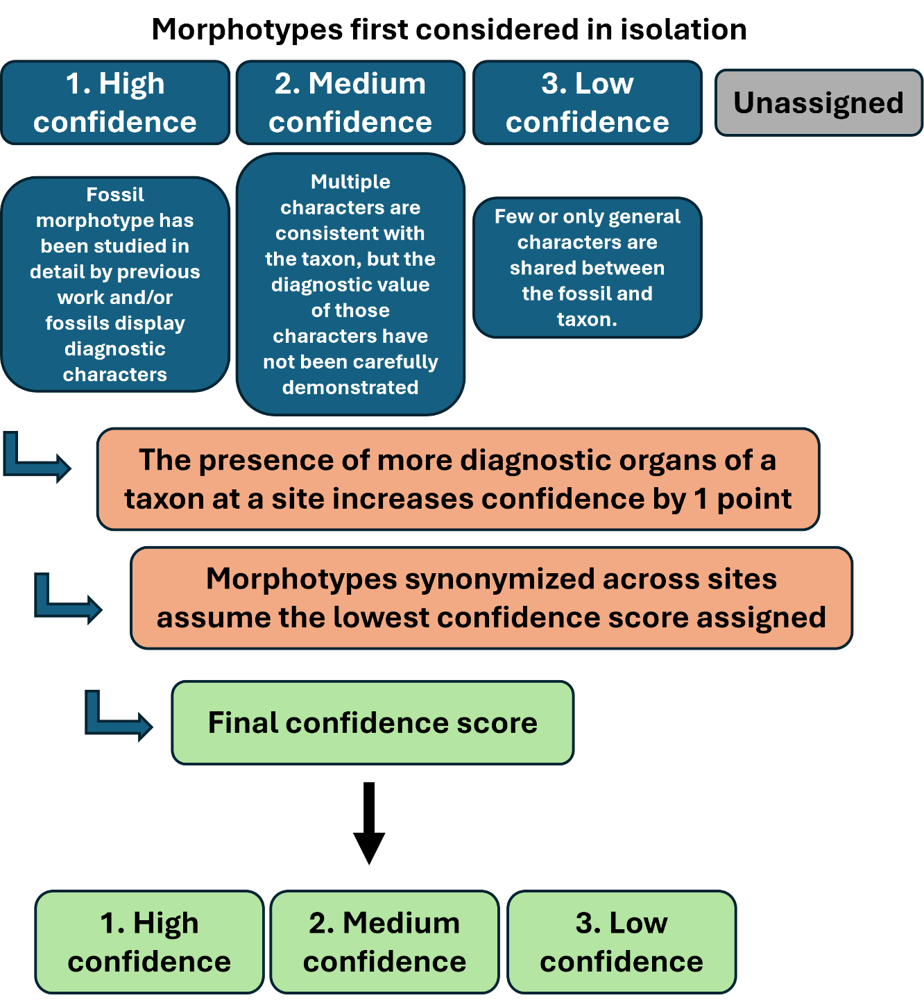 Morphotypes first considered in isolation
1. High
confidence
2. Medium
confidence
3. Low
confidence
Unassigned
Fossil
morphotype has
been studied in
detail by previous
work and/or
fossils display
diagnostic
characters
Multiple
characters are
consistent with
the taxon, but the
diagnostic value
of those
characters have
not been carefully
demonstrated
Few or only general
characters are
shared between
the fossil and
taxon.
The presence of more diagnostic organs of a
taxon at a site increases confidence by 1 point
Morphotypes synonymized across sites
assume the lowest confidence score assigned
Final confidence score
1. High
confidence
2. Medium
confidence
3. Low
confidence